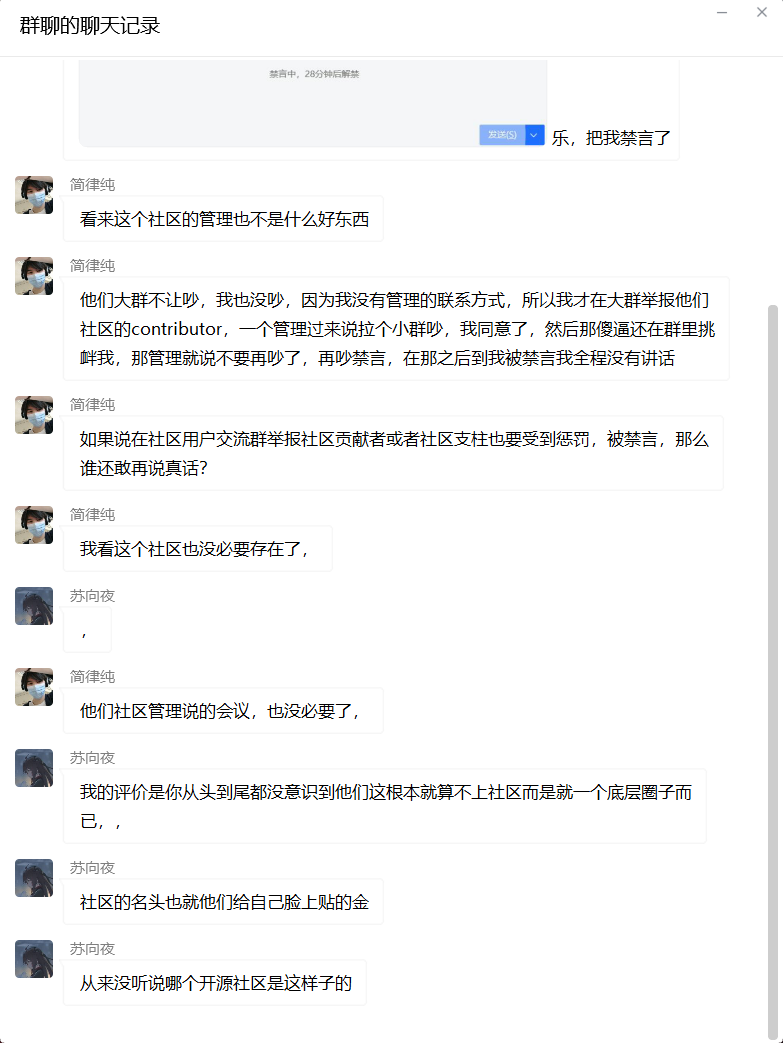 群聊的聊天记录
禁言中，28分钟后解禁
发送(S)
乐，把我禁言了
简律纯
看来这个社区的管理也不是什么好东西
简律纯
他们大群不让吵，我也没吵，因为我没有管理的联系方式，所以我才在大群举报他们
社区的contributor，一个管理过来说拉个小群吵，我同意了，然后那傻逼还在群里挑
衅我，那管理就说不要再吵了，再吵禁言，在那之后到我被禁言我全程没有讲话
简律纯
如果说在社区用户交流群举报社区贡献者或者社区支柱也要受到惩罚，被禁言，那么
谁还敢再说真话？
简律纯
我看这个社区也没必要存在了，
苏向夜
，
简律纯
他们社区管理说的会议，也没必要了，
苏向夜
我的评价是你从头到尾都没意识到他们这根本就算不上社区而是就一个底层圈子而
已，，
苏向夜
社区的名头也就他们给自己脸上贴的金
苏向夜
从来没听说哪个开源社区是这样子的